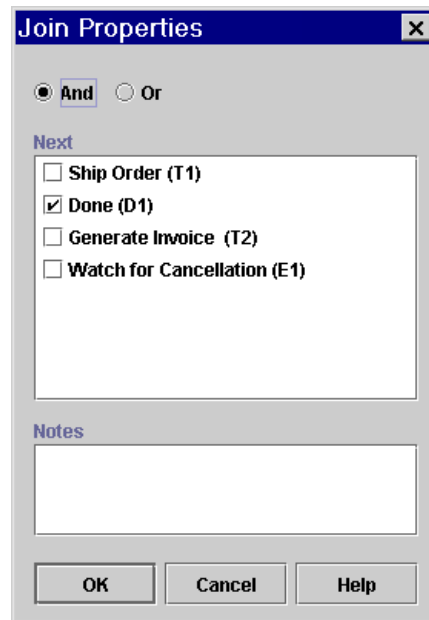 Join Properties
And Or
Next
Ship Order (T1)
Done (D1)
Generate Invoice (T2)
Watch for Cancellation (E1)
Notes
OK Cancel Help